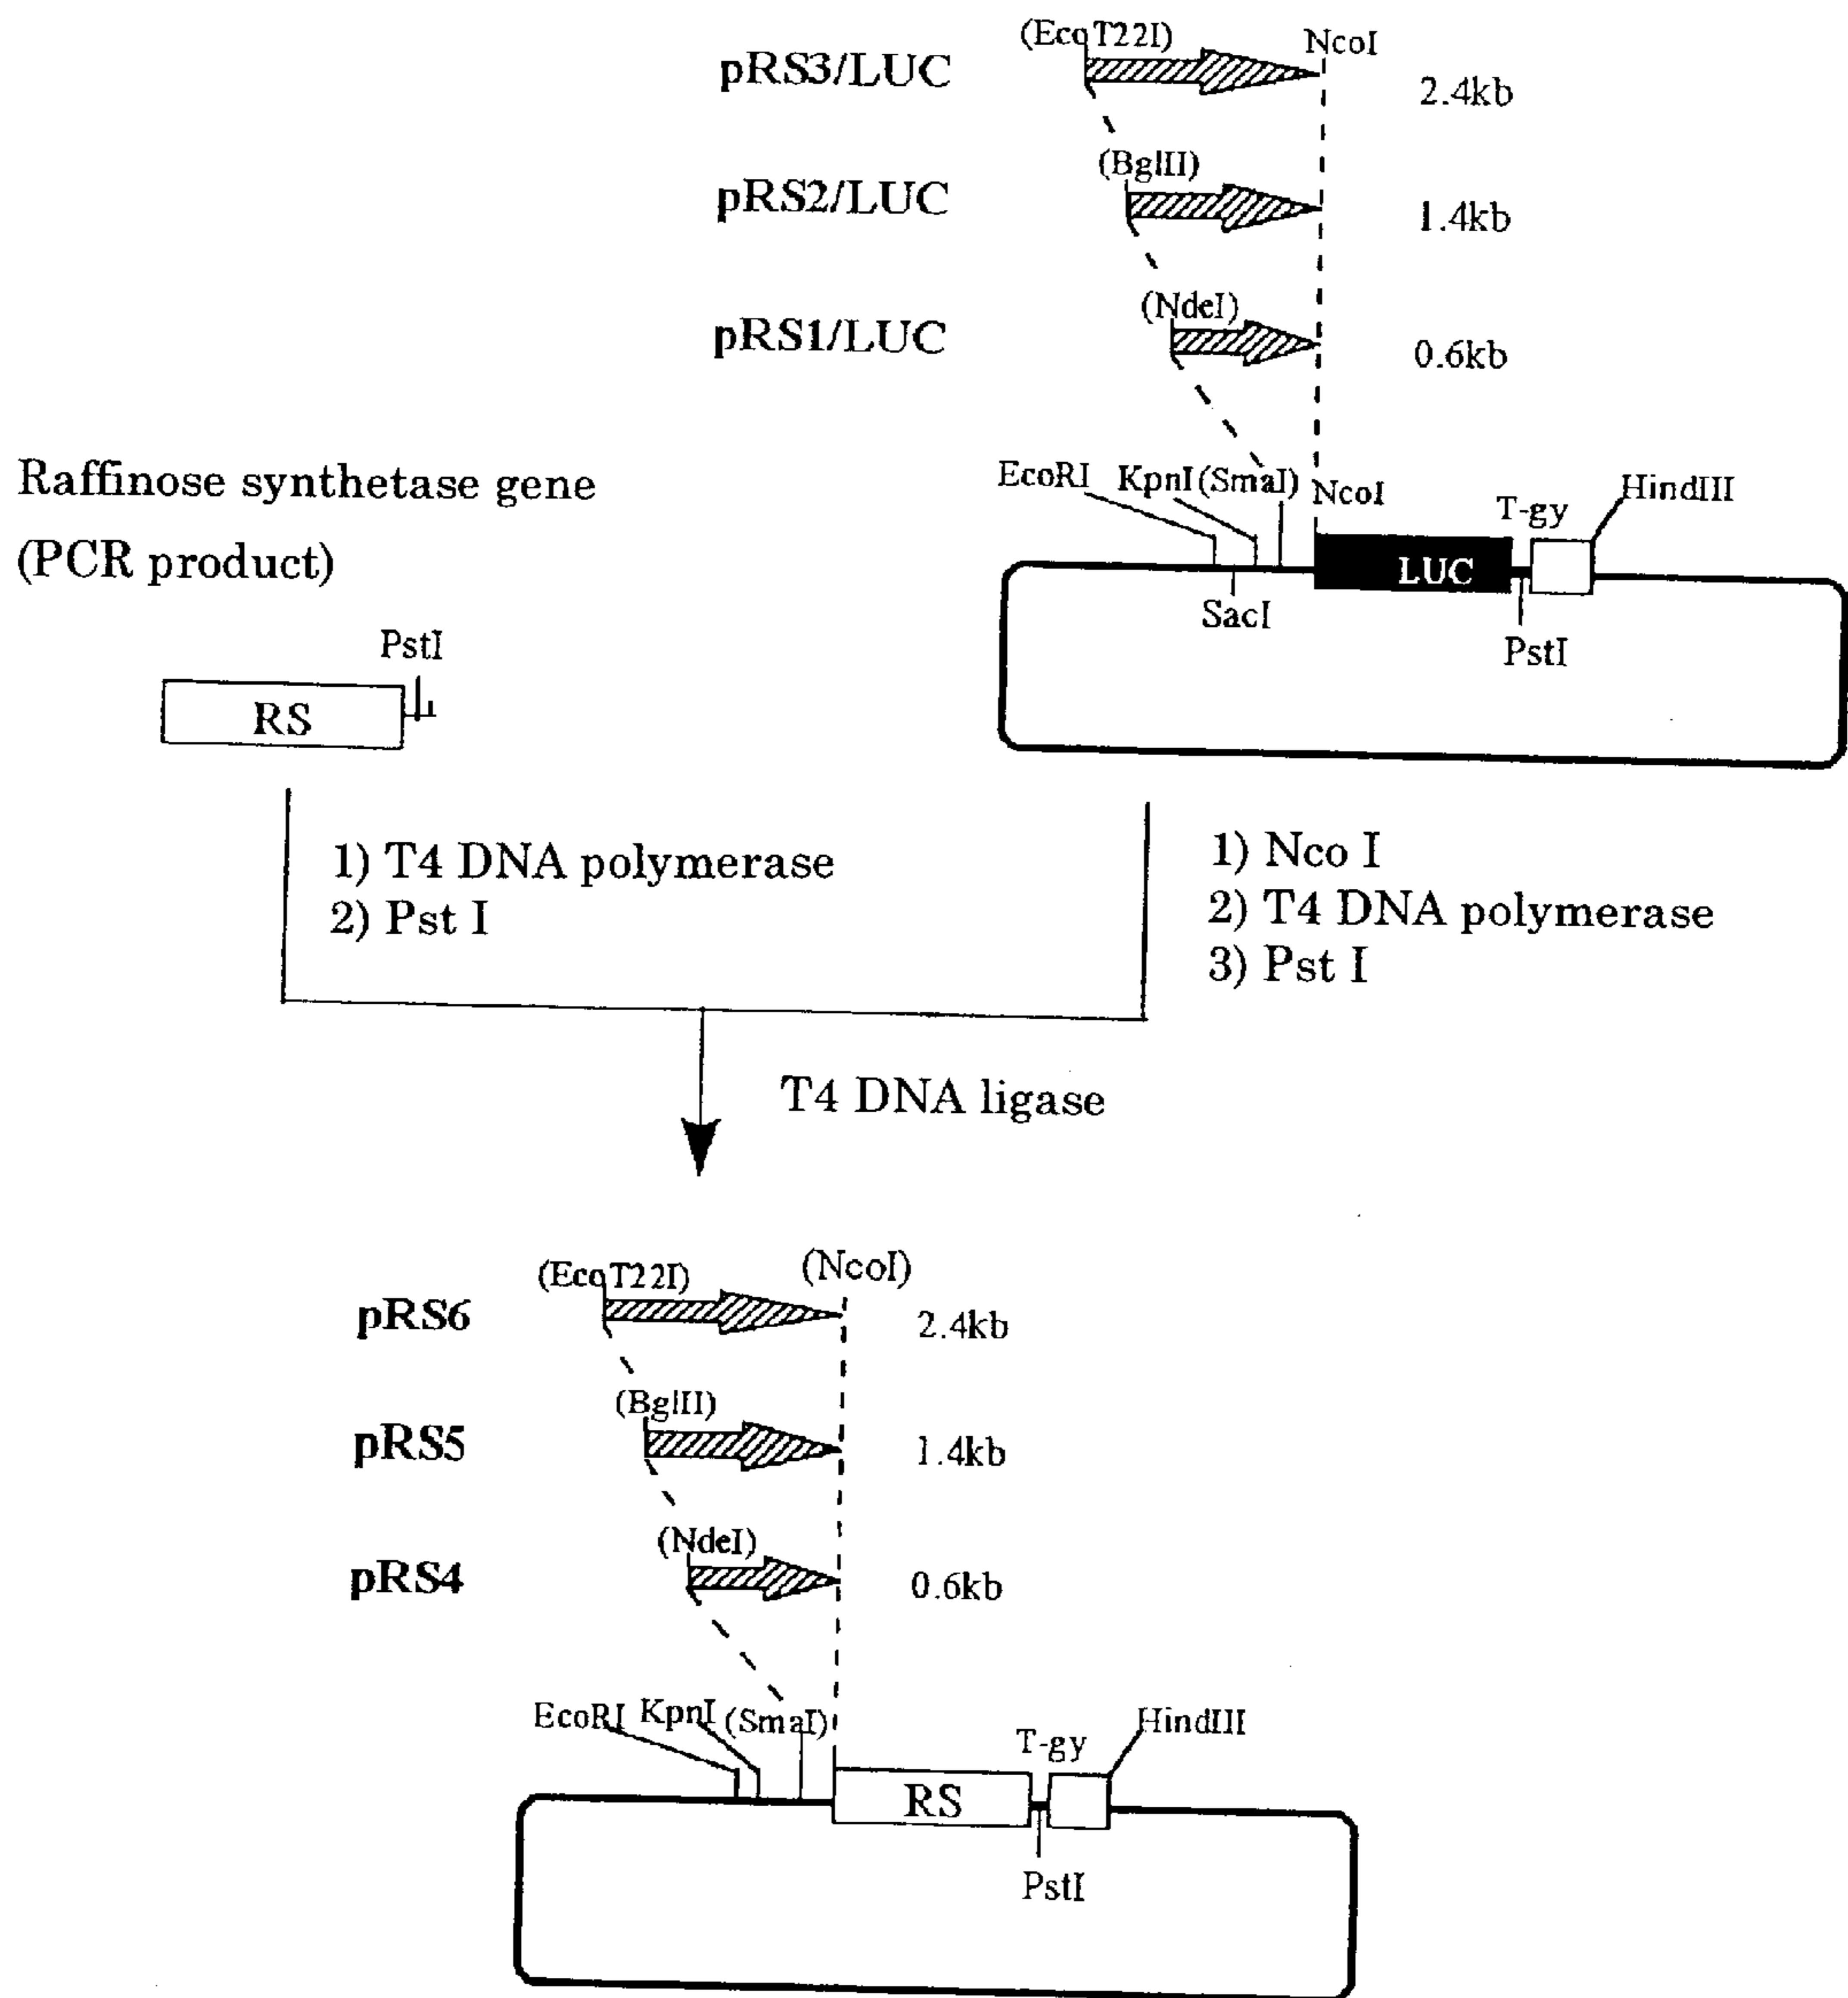 (EcoT22I) NcoI
pRS3/LUC 2.4kb
(BglII)
pRS2/LUC 1.4kb
(NdeI)
pRS1/LUC 0.6kb
Raffinose synthetase gene
(PCR product)
EcoRI KpnI (SmaI) NcoI T-gy HindIII
LUC
SacI
PstI
PstI
RS
1) T4 DNA polymerase
2) Pst I
1) Nco I
2) T4 DNA polymerase
3) Pst I
T4 DNA ligase
(EcoT22I) (NcoI)
pRS6 2.4kb
(BglII)
pRS5 1.4kb
(NdeI)
pRS4 0.6kb
EcoRI KpnI (SmaI) T-gy HindIII
RS
PstI